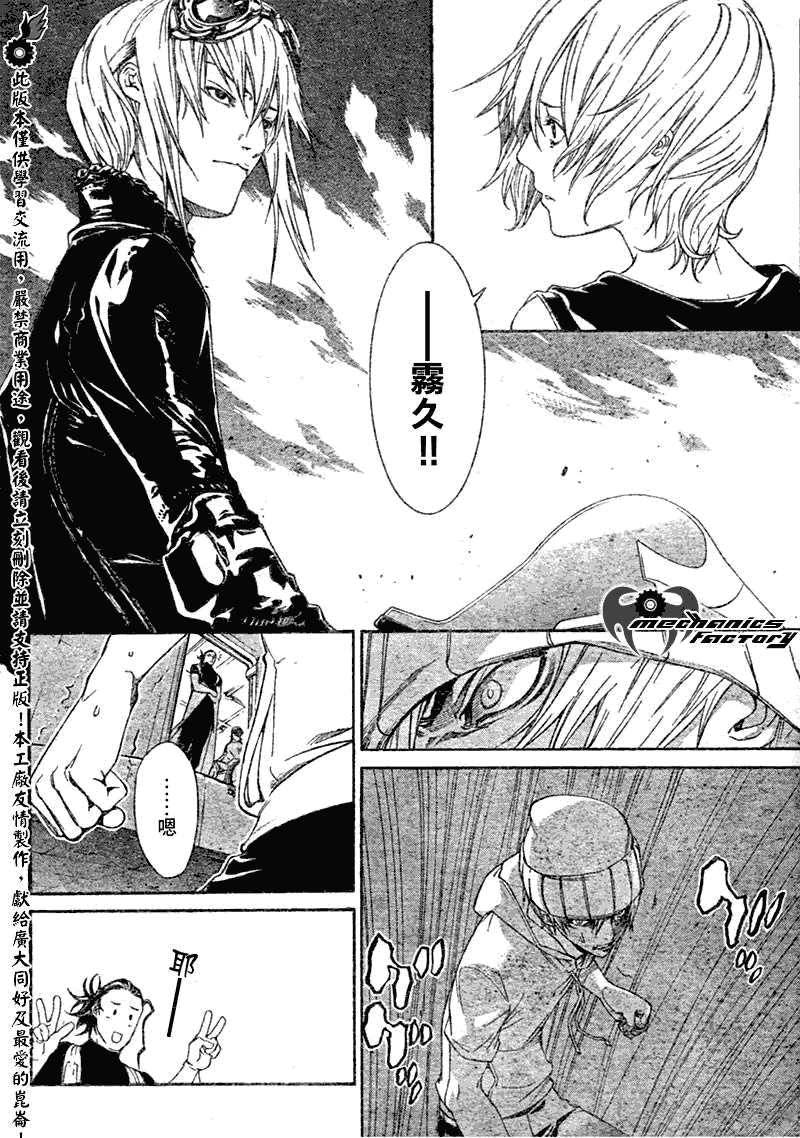 ——霧久!!
……嗯
耶——
此版本僅供學習交流用，嚴禁商業用途，觀看後請立刻刪除並請支持正版！本工廠友情製作，獻給廣大同好及最愛的崑崙！
mechanics
factory